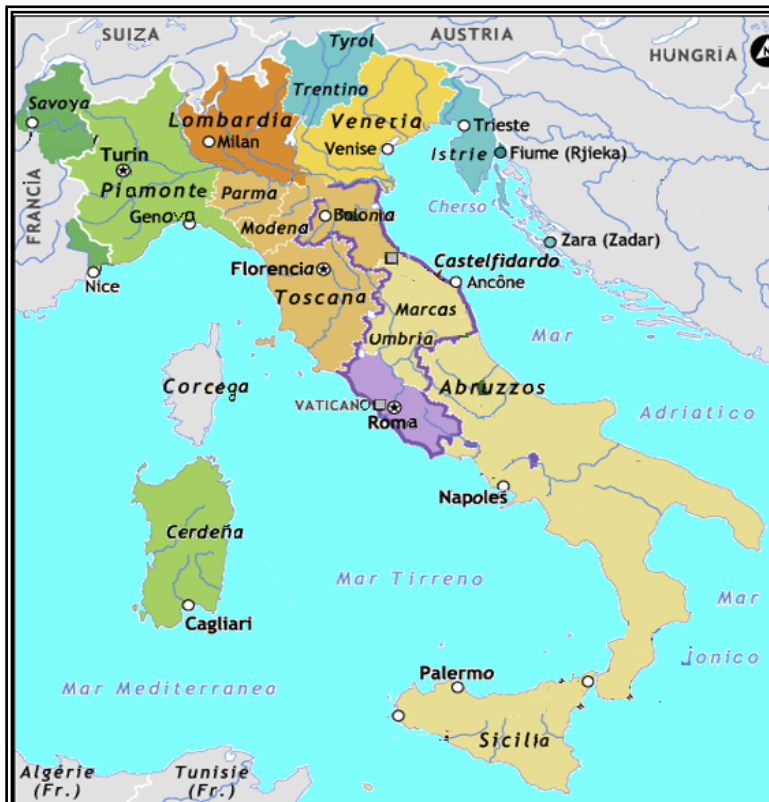 SUIZA
AUSTRIA
HUNGRÍA
N
Tyrol
Savoya
Trentino
Lombardia
Veneria
Trieste
Milan
Venise
Istrie
Fiume (Rjieka)
Turin
Piamonte
Parma
FRANCIA
Cherso
Genova
Modena
Bolonia
Zara (Zadar)
Nice
Florencia
Castelfidardo
Ancône
Toscana
Marcas
Mar
Umbria
Corcega
Abruzzos
VATICANO
Adriatico
Roma
Napoles
Cerdeña
Mar Tirreno
Mar
Cagliari
Jonico
Palermo
Mar Mediterranea
Sicilia
Algérie
(Fr.)
Tunisie
(Fr.)